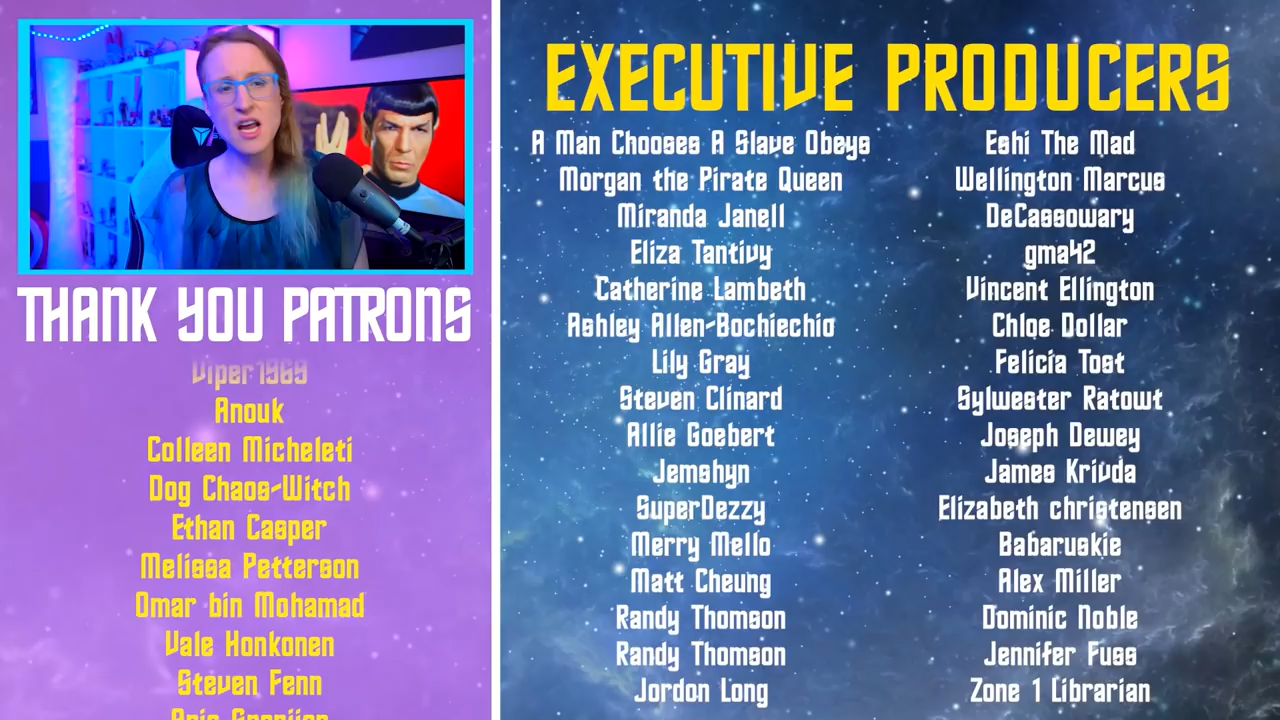 THANK YOU PATRONS
Viper1969
Anouk
Colleen Micheleti
Dog Chaos-Witch
Ethan Casper
Melissa Petterson
Omar bin Mohamad
Vale Honkonen
Steven Fenn
EXECUTIVE PRODUCERS
A Man Chooses A Slave Obeys
Morgan the Pirate Queen
Miranda Janell
Eliza Tantivy
Catherine Lambeth
Ashley Allen-Bochiechio
Lily Gray
Steven Clinard
Allie Goebert
Jemshyn
SuperDezzy
Merry Mello
Matt Cheung
Randy Thomson
Randy Thomson
Jordon Long
Eshi The Mad
Wellington Marcus
DeCassowary
gma42
Vincent Ellington
Chloe Dollar
Felicia Tost
Sylwester Ratowt
Joseph Dewey
James Krivda
Elizabeth christensen
Babaruskie
Alex Miller
Dominic Noble
Jennifer Fuss
Zone 1 Librarian